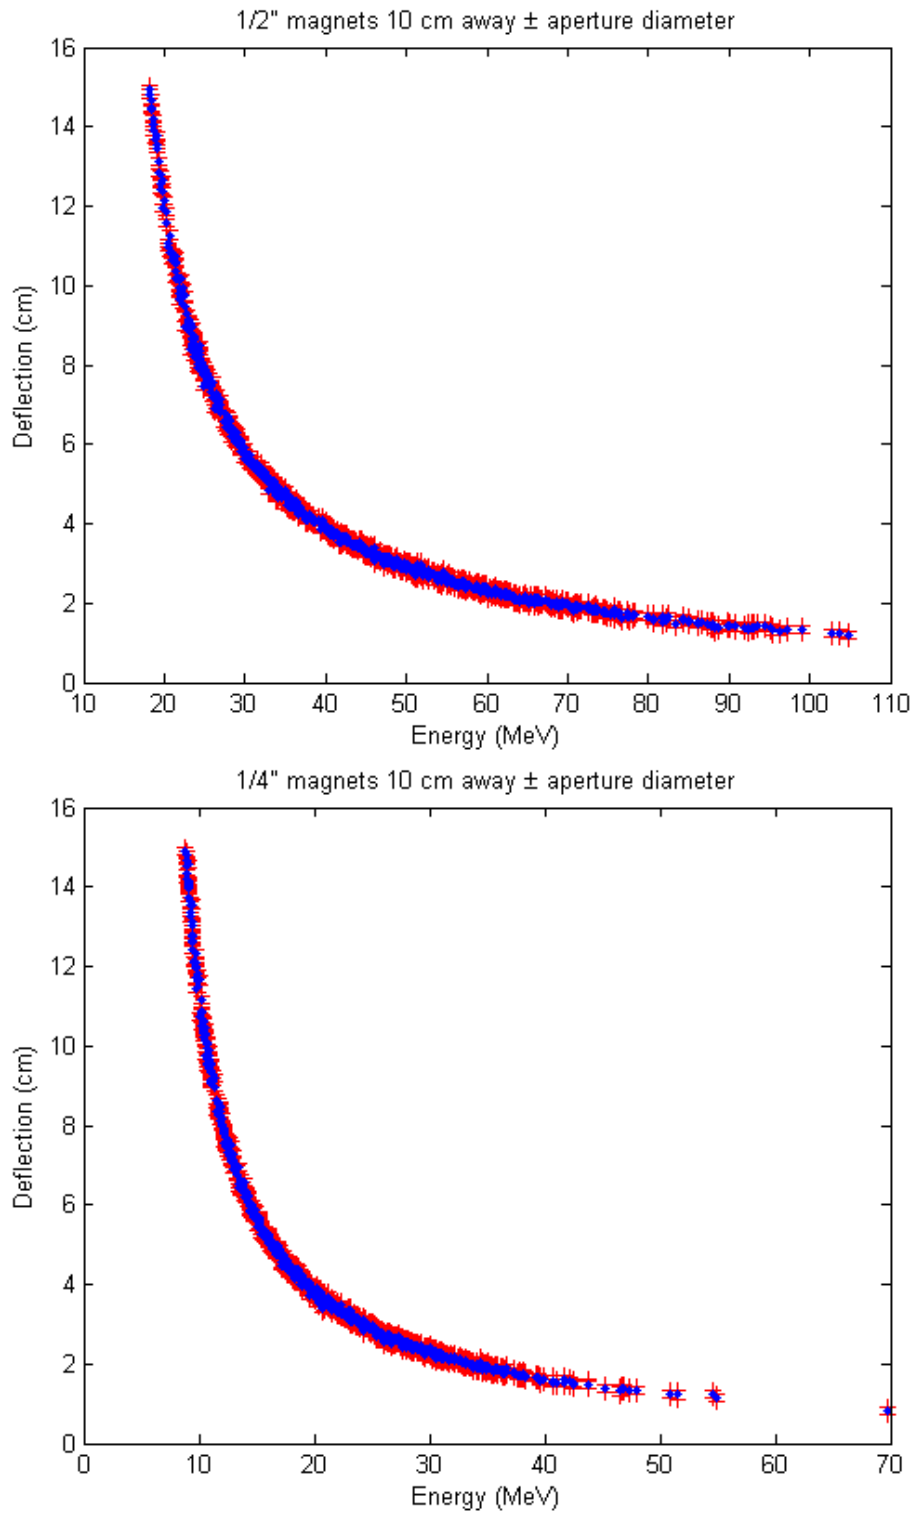 1/2" magnets 10 cm away ± aperture diameter
16
14
12
10
8
6
4
2
0
Deflection (cm)
10 20 30 40 50 60 70 80 90 100 110
Energy (MeV)
1/4" magnets 10 cm away ± aperture diameter
16
14
12
10
8
6
4
2
0
Deflection (cm)
0 10 20 30 40 50 60 70
Energy (MeV)